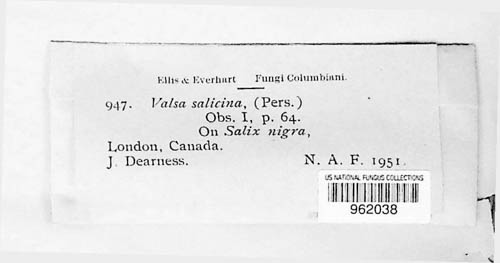 Ellis & Everhart Fungi Columbiani.
947. Valsa salicina, (Pers.)
Obs. I, p. 64.
On Salix nigra,
London, Canada.
J. Dearness. N. A. F. 1951.
US NATIONAL FUNGUS COLLECTIONS
962038